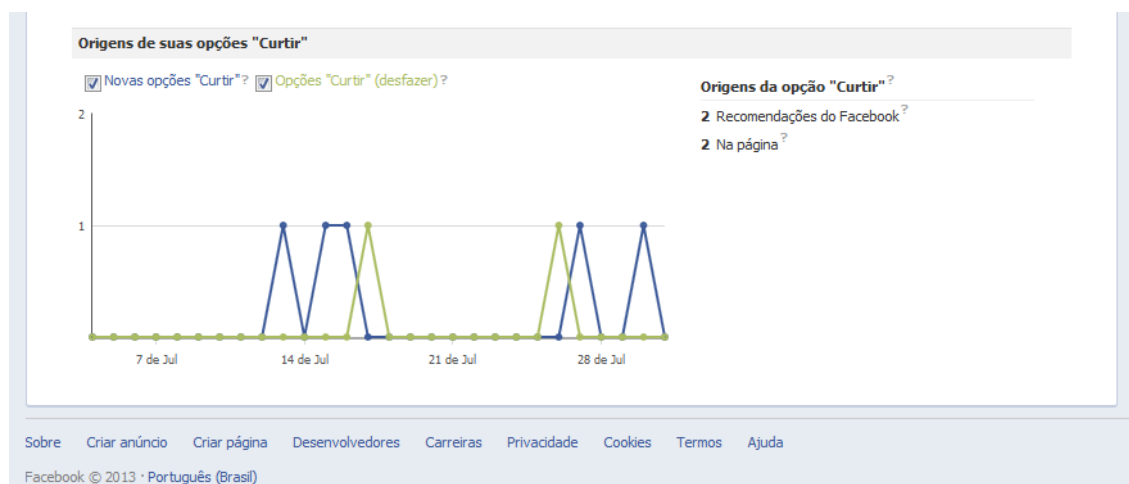 Origens de suas opções "Curtir"
Novas opções "Curtir"? Opções "Curtir" (desfazer)?
Origens da opção "Curtir"?
2 Recomendações do Facebook?
2 Na página?
2
1
7 de Jul 14 de Jul 21 de Jul 28 de Jul
Sobre Criar anúncio Criar página Desenvolvedores Carreiras Privacidade Cookies Termos Ajuda
Facebook © 2013 · Português (Brasil)